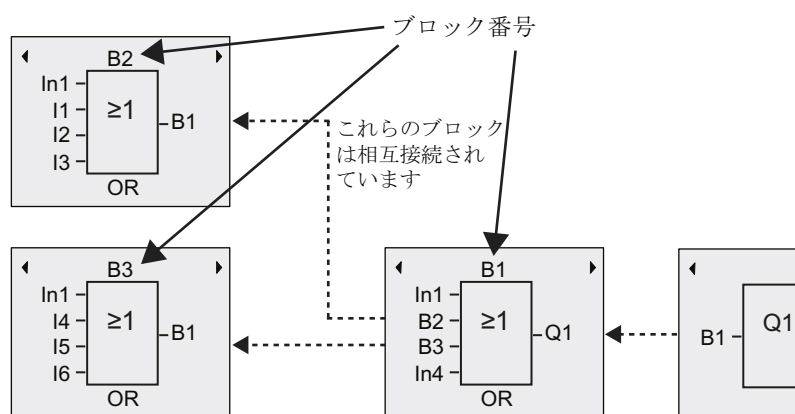 ブロック番号
B2
In1
I1
I2
I3
≥1
B1
OR
これらのブロック
は相互接続され
ています
B3
In1
I4
I5
I6
≥1
B1
OR
B1
In1
B2
B3
In4
≥1
Q1
OR
B1
Q1